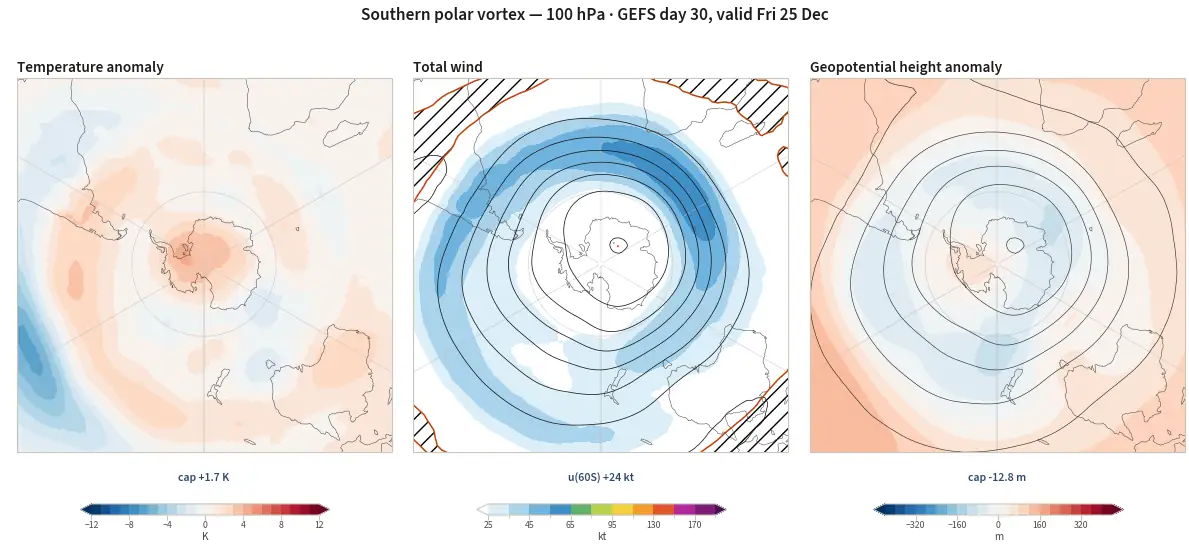 Southern polar vortex — 100 hPa · GEFS day 30, valid Fri 25 Dec
Temperature anomaly
Total wind
Geopotential height anomaly
cap +1.7 K
u(60S) +24 kt
cap -12.8 m
−12 −8 −4 0 4 8 12
K
25 45 65 95 130 170
kt
−320 −160 0 160 320
m